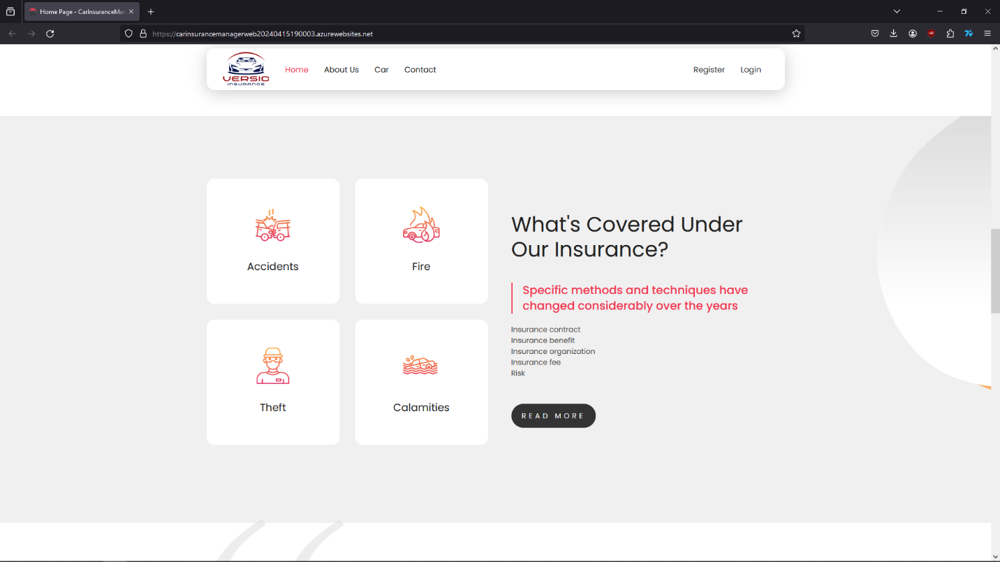 Home Page - CarInsuranceMan
https://carinsurancemanagerweb20240415190003.azurewebsites.net
VERSIC
INSURANCE
Home About Us Car Contact Register Login
Accidents
Fire
Theft
Calamities
What's Covered Under
Our Insurance?
Specific methods and techniques have
changed considerably over the years
Insurance contract
Insurance benefit
Insurance organization
Insurance fee
Risk
READ MORE